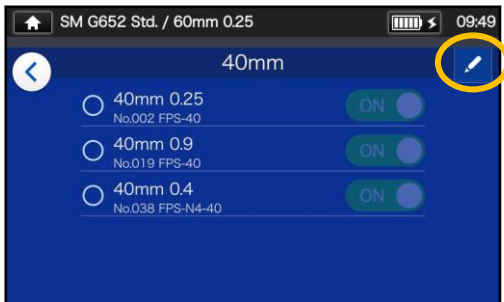 SM G652 Std. / 60mm 0.25 09:49
40mm
40mm 0.25 ON
No.002 FPS-40
40mm 0.9 ON
No.019 FPS-40
40mm 0.4 ON
No.038 FPS-N4-40